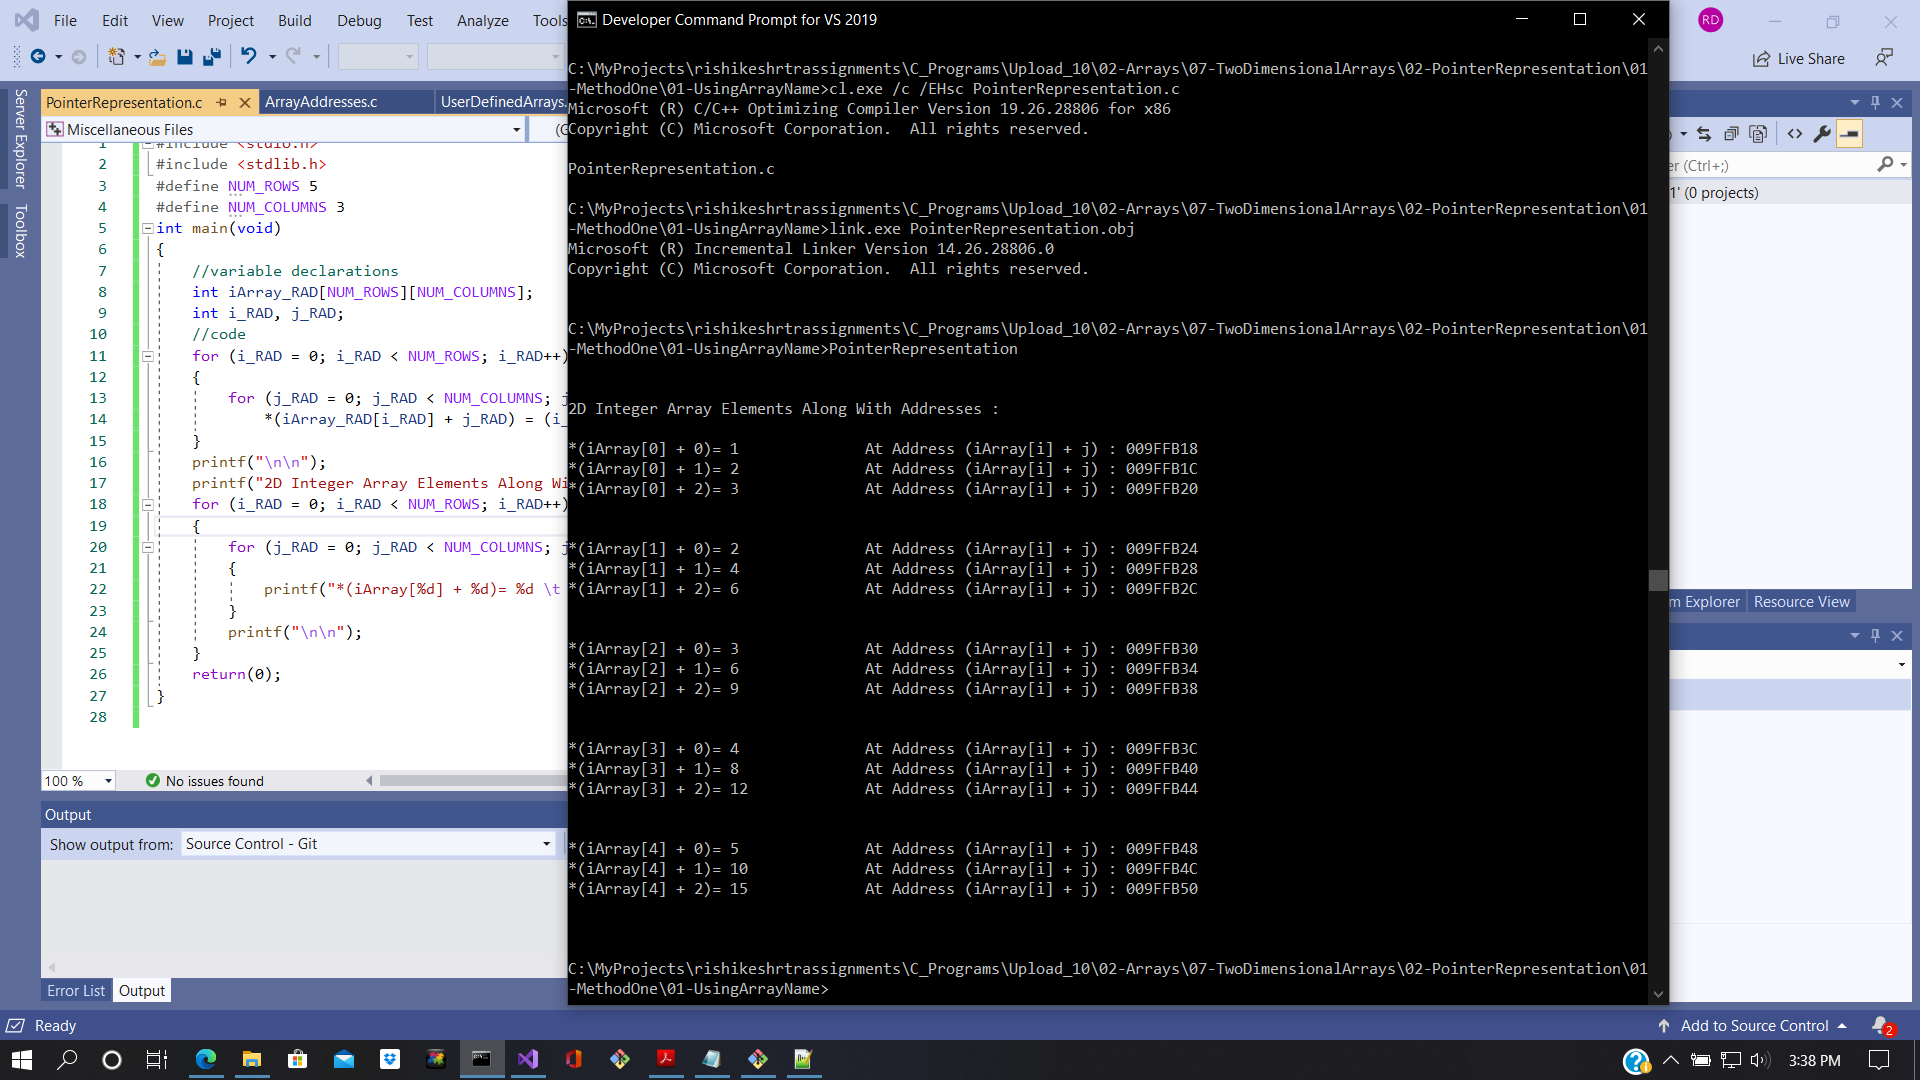 File Edit View Project Build Debug Test Analyze Tools
Developer Command Prompt for VS 2019
RD
Live Share
Server Explorer
Toolbox
PointerRepresentation.c
ArrayAddresses.c
UserDefinedArrays.
Miscellaneous Files
1 #include <stdio.h>
2 #include <stdlib.h>
3 #define NUM_ROWS 5
4 #define NUM_COLUMNS 3
5 int main(void)
6 {
7 //variable declarations
8 int iArray_RAD[NUM_ROWS][NUM_COLUMNS];
9 int i_RAD, j_RAD;
10 //code
11 for (i_RAD = 0; i_RAD < NUM_ROWS; i_RAD++)
12 {
13 for (j_RAD = 0; j_RAD < NUM_COLUMNS; j
14 *(iArray_RAD[i_RAD] + j_RAD) = (i_
15 }
16 printf("\n\n");
17 printf("2D Integer Array Elements Along Wi
18 for (i_RAD = 0; i_RAD < NUM_ROWS; i_RAD++)
19 {
20 for (j_RAD = 0; j_RAD < NUM_COLUMNS; j
21 {
22 printf("*(iArray[%d] + %d)= %d \t
23 }
24 printf("\n\n");
25 }
26 return(0);
27 }
28
100 %
No issues found
Output
Show output from: Source Control - Git
Error List
Output
C:\MyProjects\rishikeshrtrassignments\C_Programs\Upload_10\02-Arrays\07-TwoDimensionalArrays\02-PointerRepresentation\01
-MethodOne\01-UsingArrayName>cl.exe /c /EHsc PointerRepresentation.c
Microsoft (R) C/C++ Optimizing Compiler Version 19.26.28806 for x86
Copyright (C) Microsoft Corporation.  All rights reserved.
PointerRepresentation.c
C:\MyProjects\rishikeshrtrassignments\C_Programs\Upload_10\02-Arrays\07-TwoDimensionalArrays\02-PointerRepresentation\01
-MethodOne\01-UsingArrayName>link.exe PointerRepresentation.obj
Microsoft (R) Incremental Linker Version 14.26.28806.0
Copyright (C) Microsoft Corporation.  All rights reserved.
C:\MyProjects\rishikeshrtrassignments\C_Programs\Upload_10\02-Arrays\07-TwoDimensionalArrays\02-PointerRepresentation\01
-MethodOne\01-UsingArrayName>PointerRepresentation
2D Integer Array Elements Along With Addresses :
*(iArray[0] + 0)= 1 At Address (iArray[i] + j) : 009FFB18
*(iArray[0] + 1)= 2 At Address (iArray[i] + j) : 009FFB1C
*(iArray[0] + 2)= 3 At Address (iArray[i] + j) : 009FFB20
*(iArray[1] + 0)= 2 At Address (iArray[i] + j) : 009FFB24
*(iArray[1] + 1)= 4 At Address (iArray[i] + j) : 009FFB28
*(iArray[1] + 2)= 6 At Address (iArray[i] + j) : 009FFB2C
*(iArray[2] + 0)= 3 At Address (iArray[i] + j) : 009FFB30
*(iArray[2] + 1)= 6 At Address (iArray[i] + j) : 009FFB34
*(iArray[2] + 2)= 9 At Address (iArray[i] + j) : 009FFB38
*(iArray[3] + 0)= 4 At Address (iArray[i] + j) : 009FFB3C
*(iArray[3] + 1)= 8 At Address (iArray[i] + j) : 009FFB40
*(iArray[3] + 2)= 12 At Address (iArray[i] + j) : 009FFB44
*(iArray[4] + 0)= 5 At Address (iArray[i] + j) : 009FFB48
*(iArray[4] + 1)= 10 At Address (iArray[i] + j) : 009FFB4C
*(iArray[4] + 2)= 15 At Address (iArray[i] + j) : 009FFB50
C:\MyProjects\rishikeshrtrassignments\C_Programs\Upload_10\02-Arrays\07-TwoDimensionalArrays\02-PointerRepresentation\01
-MethodOne\01-UsingArrayName>
er (Ctrl+;)
1' (0 projects)
m Explorer
Resource View
Ready
Add to Source Control
2
3:38 PM